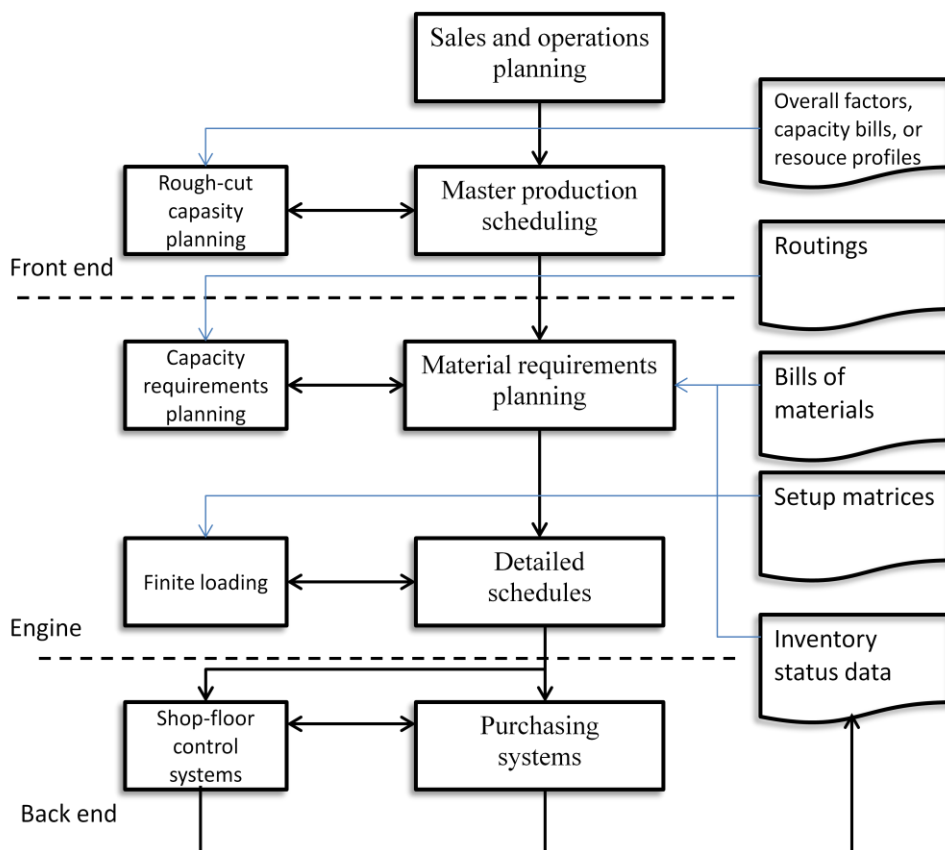 Sales and operations
planning
Overall factors,
capacity bills, or
resouce profiles
Rough-cut
capasity
planning
Master production
scheduling
Front end
Routings
Capacity
requirements
planning
Material requirements
planning
Bills of
materials
Setup matrices
Finite loading
Detailed
schedules
Engine
Inventory
status data
Shop-floor
control
systems
Purchasing
systems
Back end